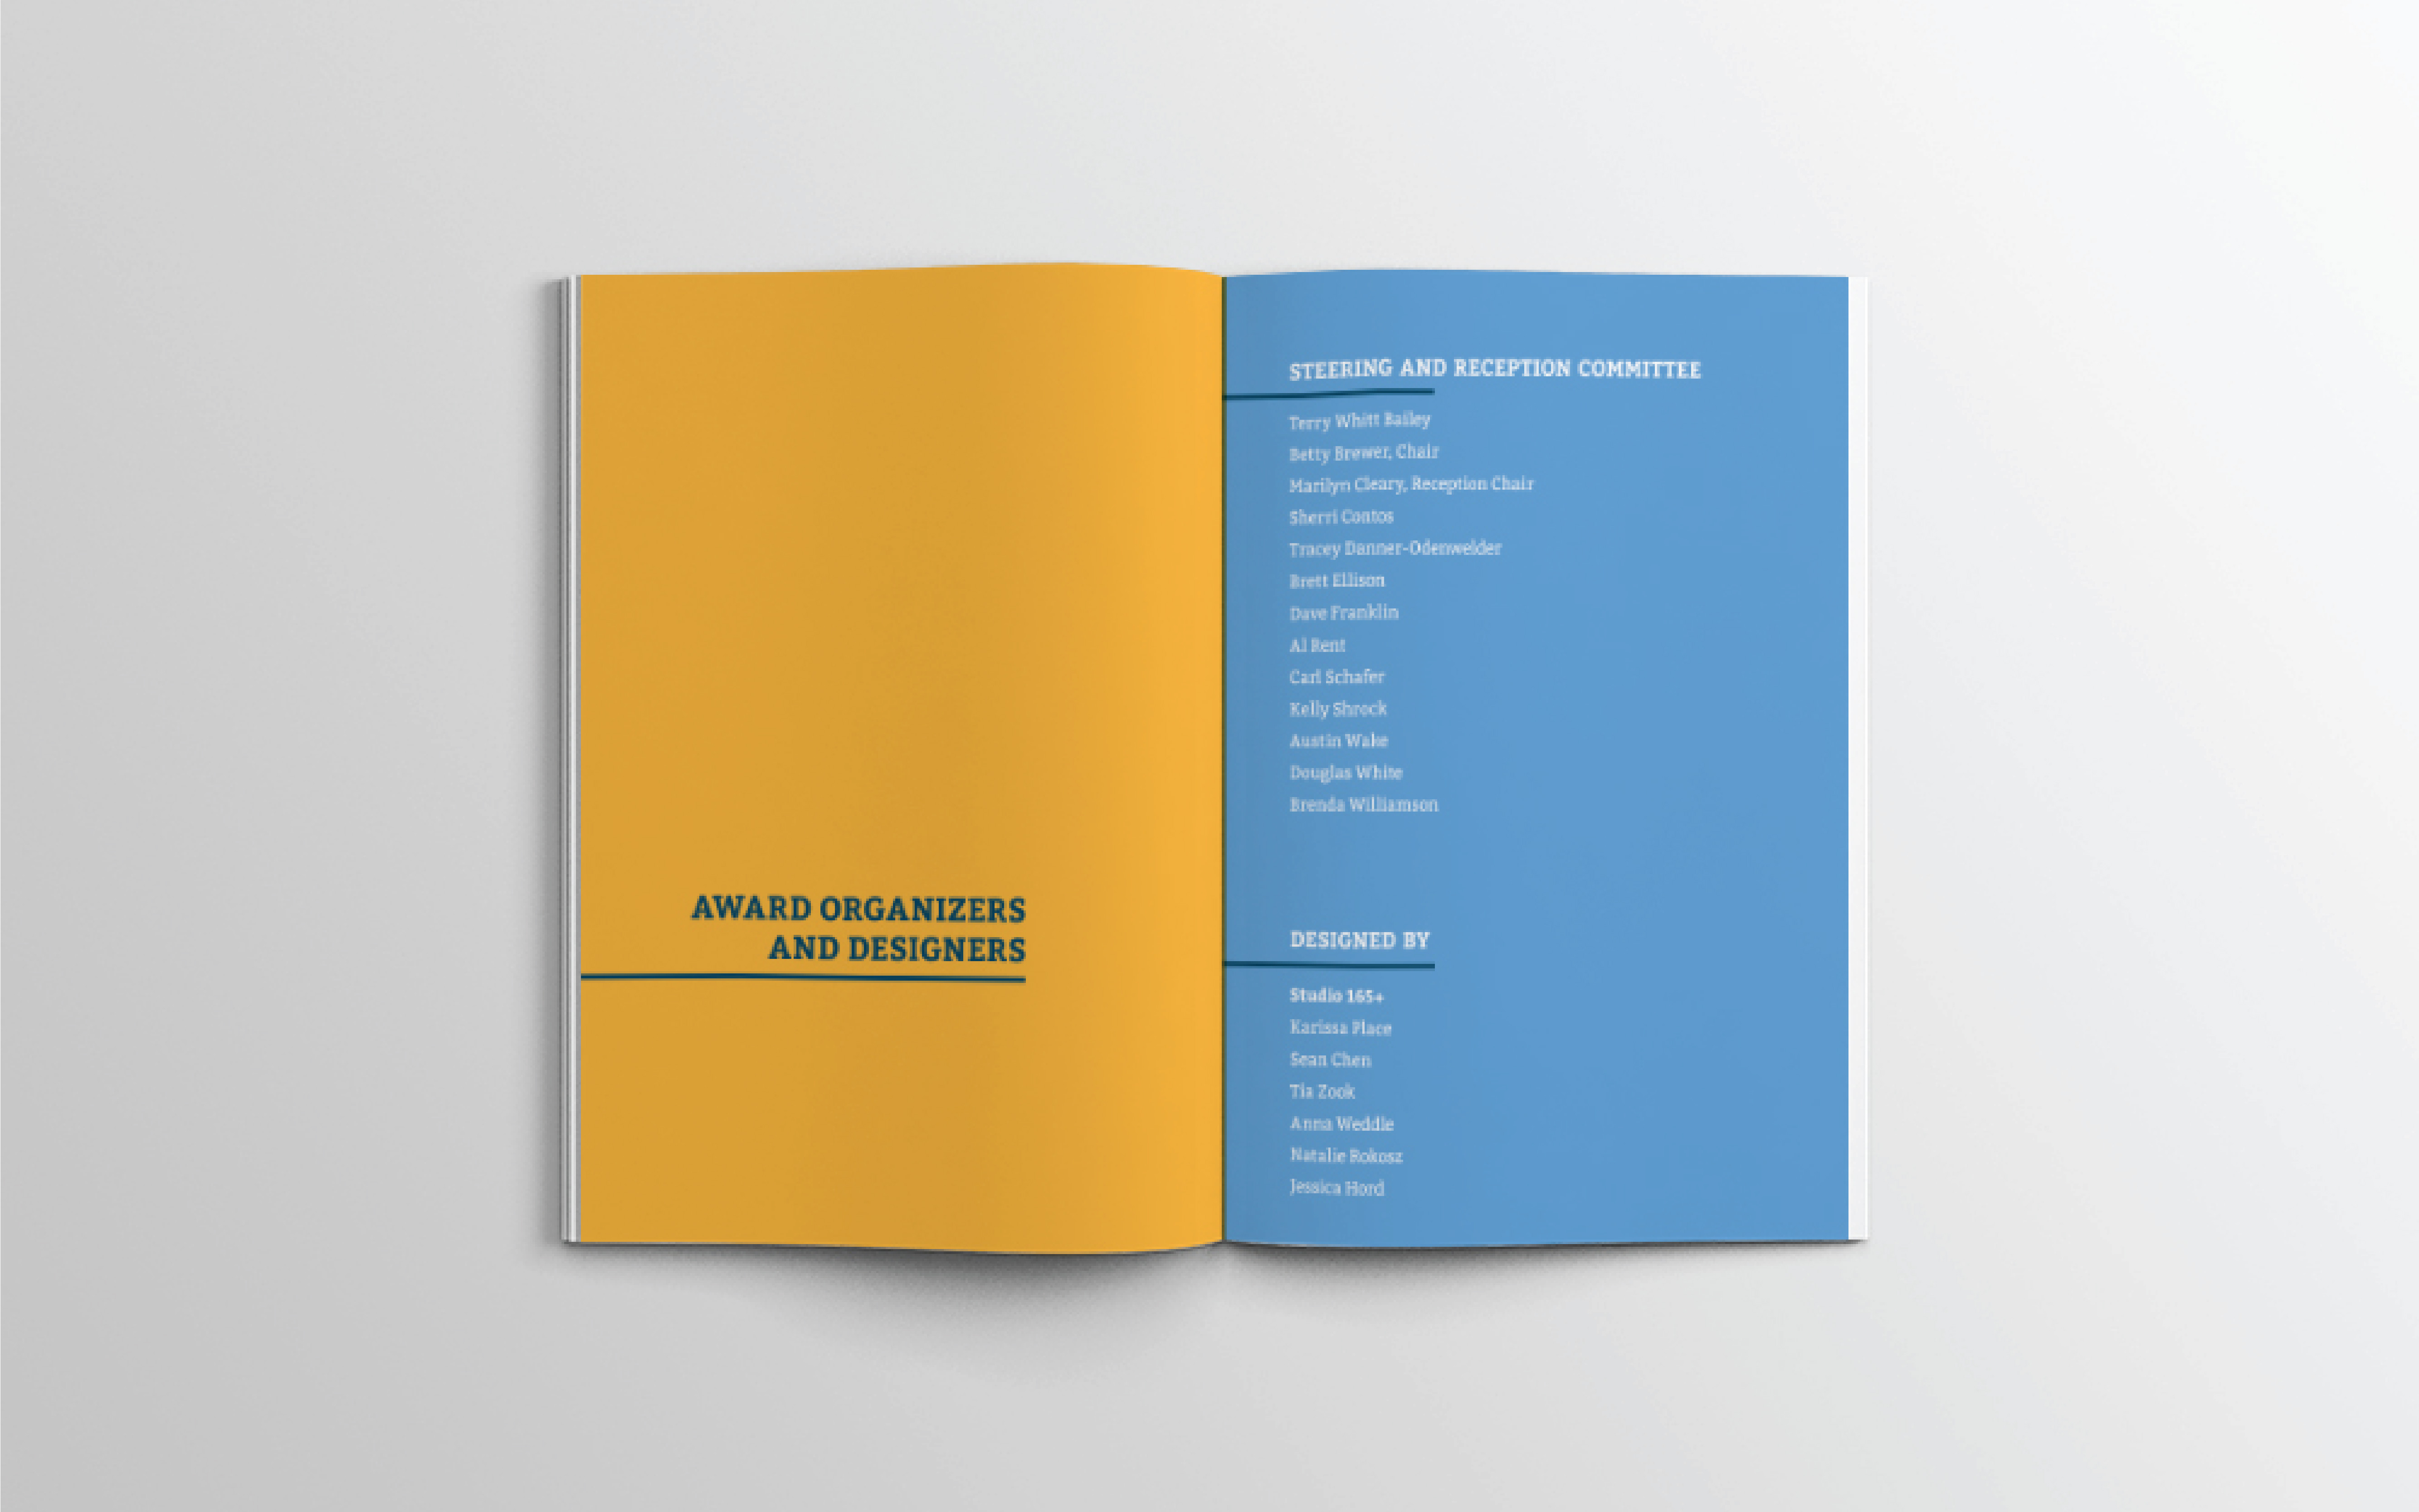 AWARD ORGANIZERS
AND DESIGNERS
STEERING AND RECEPTION COMMITTEE
Terry Whitt Bailey
Betty Brewer, Chair
Marilyn Cleary, Reception Chair
Sherri Contos
Tracey Danner-Odenwelder
Brett Ellison
Dave Franklin
Al Rent
Carl Schafer
Kelly Shrock
Austin Wake
Douglas White
Brenda Williamson
DESIGNED BY
Studio 165+
Karissa Place
Sean Chen
Tia Zook
Anna Weddle
Natalie Rokosz
Jessica Hord